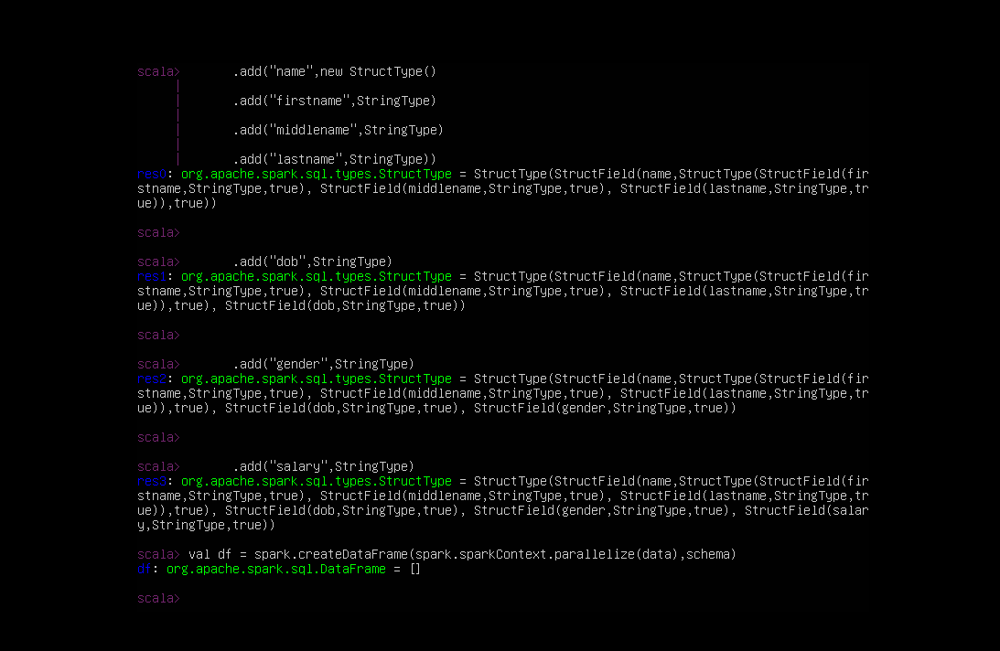 scala>       .add("name",new StructType()
     |
     |       .add("firstname",StringType)
     |
     |       .add("middlename",StringType)
     |
     |       .add("lastname",StringType))
res0: org.apache.spark.sql.types.StructType = StructType(StructField(name,StructType(StructField(fir
stname,StringType,true), StructField(middlename,StringType,true), StructField(lastname,StringType,tr
ue)),true))
scala>
scala>       .add("dob",StringType)
res1: org.apache.spark.sql.types.StructType = StructType(StructField(name,StructType(StructField(fir
stname,StringType,true), StructField(middlename,StringType,true), StructField(lastname,StringType,tr
ue)),true), StructField(dob,StringType,true))
scala>
scala>       .add("gender",StringType)
res2: org.apache.spark.sql.types.StructType = StructType(StructField(name,StructType(StructField(fir
stname,StringType,true), StructField(middlename,StringType,true), StructField(lastname,StringType,tr
ue)),true), StructField(dob,StringType,true), StructField(gender,StringType,true))
scala>
scala>       .add("salary",StringType)
res3: org.apache.spark.sql.types.StructType = StructType(StructField(name,StructType(StructField(fir
stname,StringType,true), StructField(middlename,StringType,true), StructField(lastname,StringType,tr
ue)),true), StructField(dob,StringType,true), StructField(gender,StringType,true), StructField(salar
y,StringType,true))
scala> val df = spark.createDataFrame(spark.sparkContext.parallelize(data),schema)
df: org.apache.spark.sql.DataFrame = []
scala>